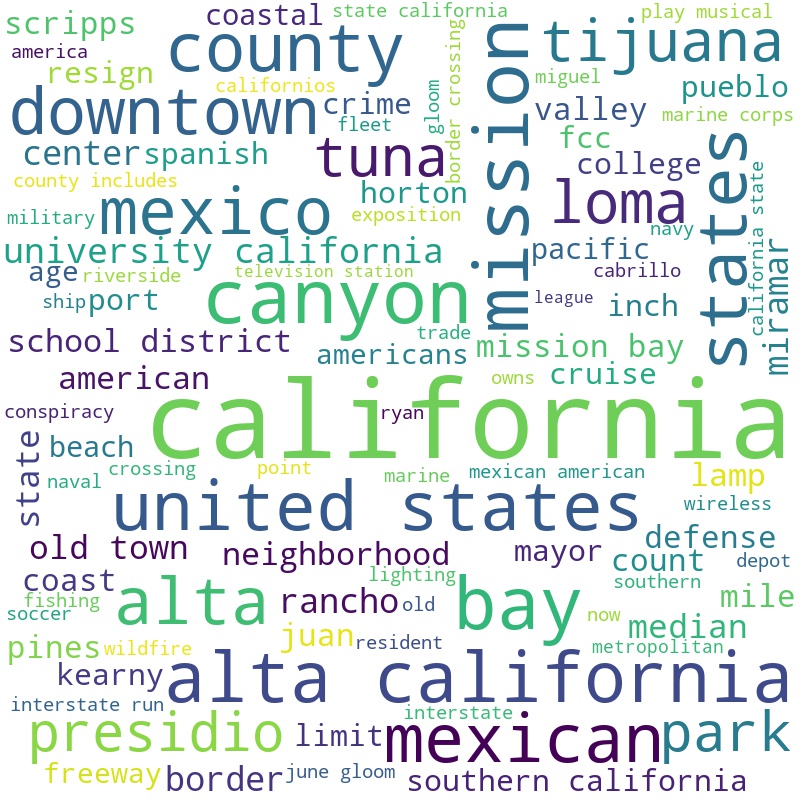 scripps
coastal
state california
play musical
america
county
mission
tijuana
resign
californios
gloom
border crossing
miguel
pueblo
downtown
crime
fleet
valley
marine corps
center
spanish
tuna
fcc
college
states
california state
county includes
horton
loma
military
mexico
exposition
navy
miramar
university california
pacific
age
riverside
television station
canyon
cabrillo
ship
port
league
inch
school district
trade
americans
mission bay
american
owns
cruise
conspiracy
california
ryan
state
beach
naval
crossing
point
marine
mexican american
lamp
united states
wireless
old town
neighborhood
mayor
defense
count
depot
coast
lighting
southern
fishing
alta
rancho
old
bay
mile
soccer
now
median
pines
wildfire
juan
resident
metropolitan
kearny
alta california
interstate run
interstate
presidio
limit
mexican
park
freeway
border
june gloom
southern california